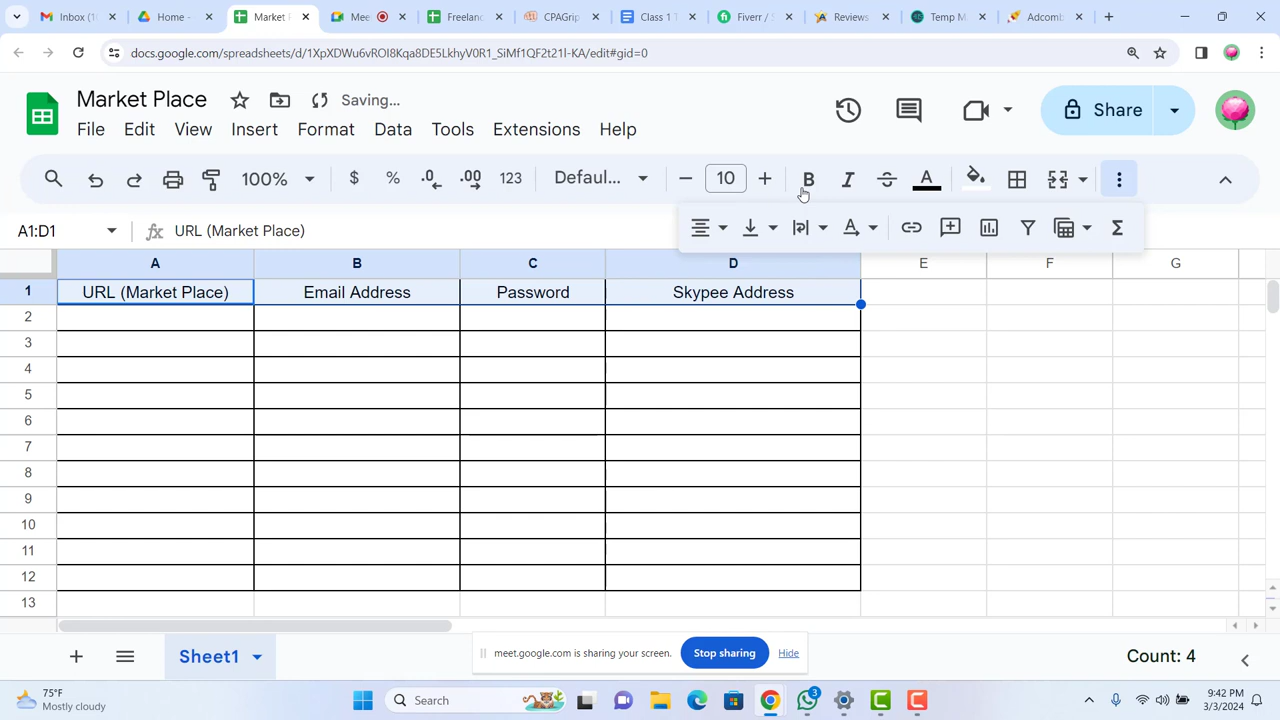 Inbox (1
Home -
Market
Mee
Freelanc
CPAGrip
Class 1 T
Fiverr / S
Reviews
Temp M
Adcomb
docs.google.com/spreadsheets/d/1XpXDWu6vROI8Kqa8DE5LkhyV0R1_SiMf1QF2t21I-KA/edit#gid=0
Market Place
Saving...
File Edit View Insert Format Data Tools Extensions Help
Share
100% $ % .0 .00 123 Defaul... 10 B I S A
A1:D1 fx URL (Market Place)
A B C D E F G
1 URL (Market Place) Email Address Password Skypee Address
2
3
4
5
6
7
8
9
10
11
12
13
Sheet1
meet.google.com is sharing your screen. Stop sharing Hide
Count: 4
75°F
Mostly cloudy
Search
3
9:42 PM
3/3/2024